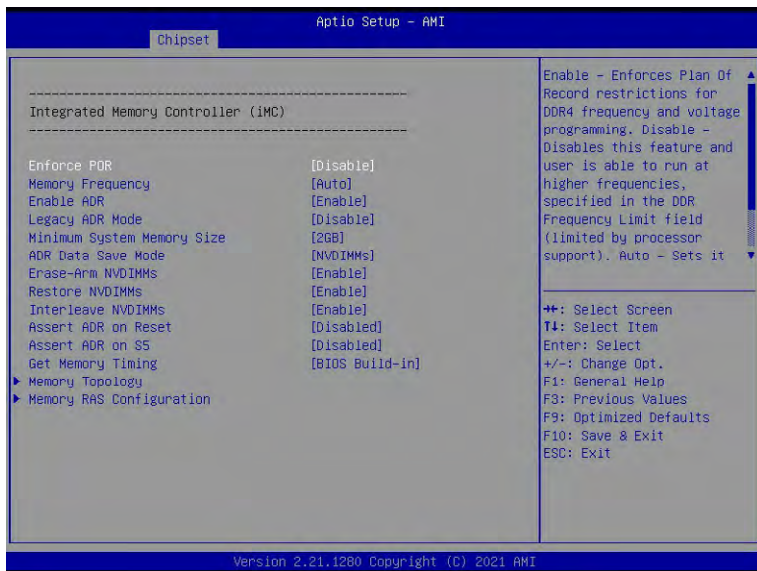 Aptio Setup - AMI
Chipset
------------------------------------------------
Integrated Memory Controller (iMC)
------------------------------------------------
Enforce POR [Disable]
Memory Frequency [Auto]
Enable ADR [Enable]
Legacy ADR Mode [Disable]
Minimum System Memory Size [2GB]
ADR Data Save Mode [NVDIMMs]
Erase-Arm NVDIMMs [Enable]
Restore NVDIMMs [Enable]
Interleave NVDIMMs [Enable]
Assert ADR on Reset [Disabled]
Assert ADR on S5 [Disabled]
Get Memory Timing [BIOS Build-in]
Memory Topology
Memory RAS Configuration
Enable - Enforces Plan Of
Record restrictions for
DDR4 frequency and voltage
programming. Disable -
Disables this feature and
user is able to run at
higher frequencies,
specified in the DDR
Frequency Limit field
(limited by processor
support). Auto - Sets it
→←: Select Screen
↑↓: Select Item
Enter: Select
+/-: Change Opt.
F1: General Help
F3: Previous Values
F9: Optimized Defaults
F10: Save & Exit
ESC: Exit
Version 2.21.1280 Copyright (C) 2021 AMI